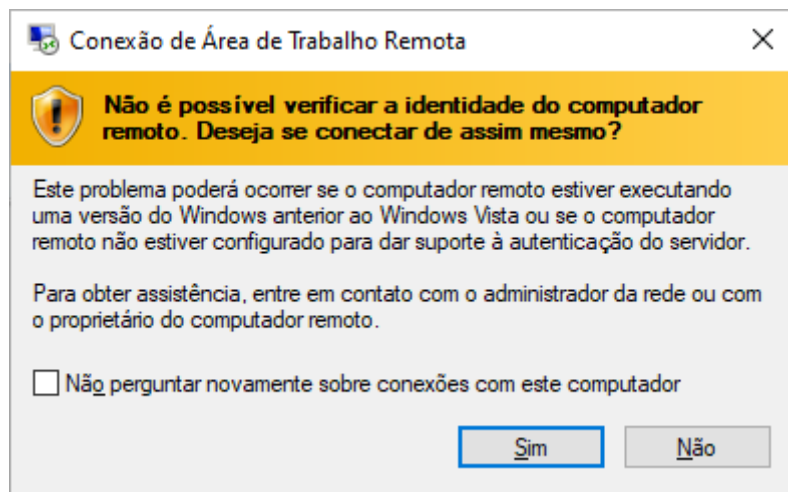 Conexão de Área de Trabalho Remota
Não é possível verificar a identidade do computador
remoto. Deseja se conectar de assim mesmo?
Este problema poderá ocorrer se o computador remoto estiver executando
uma versão do Windows anterior ao Windows Vista ou se o computador
remoto não estiver configurado para dar suporte à autenticação do servidor.
Para obter assistência, entre em contato com o administrador da rede ou com
o proprietário do computador remoto.
Não perguntar novamente sobre conexões com este computador
Sim
Não